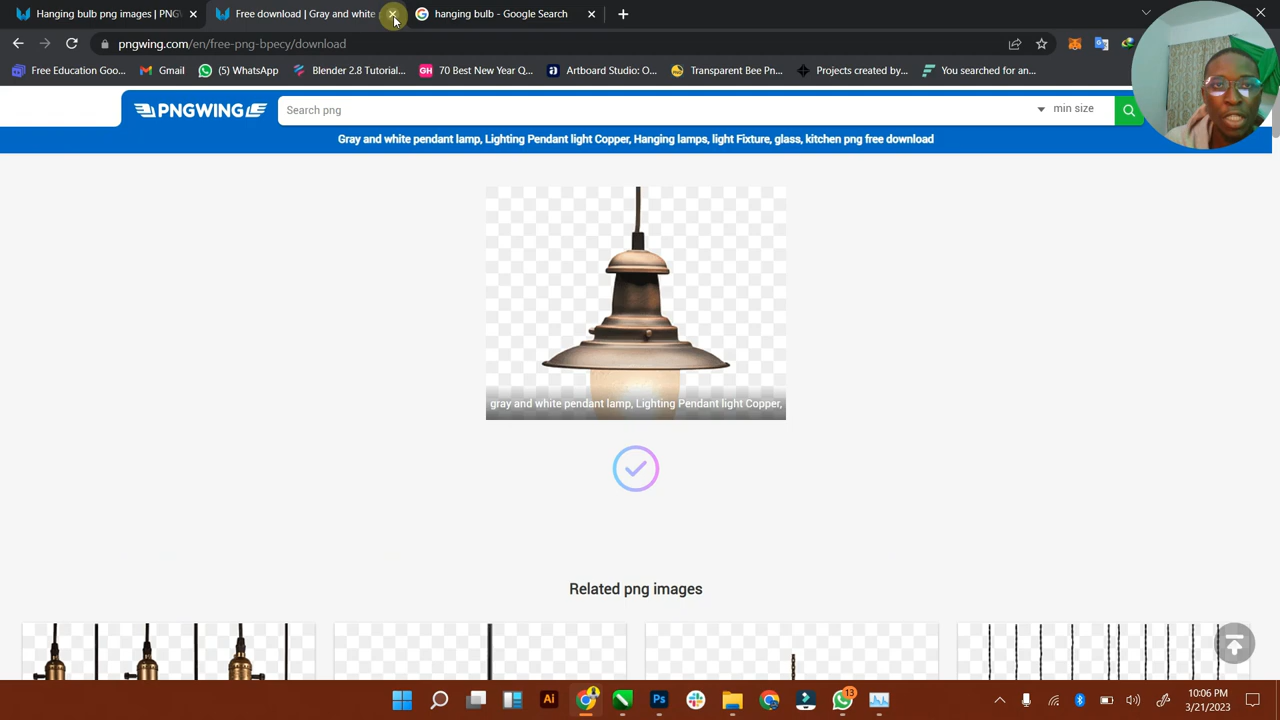 Hanging bulb png images | PNG
Free download | Gray and white
hanging bulb - Google Search
pngwing.com/en/free-png-bpecy/download
Free Education Goo...
Gmail
(5) WhatsApp
Blender 2.8 Tutorial...
GH
70 Best New Year Q...
Artboard Studio: O...
Transparent Bee Pn...
Projects created by...
You searched for an...
PNGWING
Search png
min size
Gray and white pendant lamp, Lighting Pendant light Copper, Hanging lamps, light Fixture, glass, kitchen png free download
gray and white pendant lamp, Lighting Pendant light Copper,
Related png images
Ai
Ps
13
10:06 PM
3/21/2023